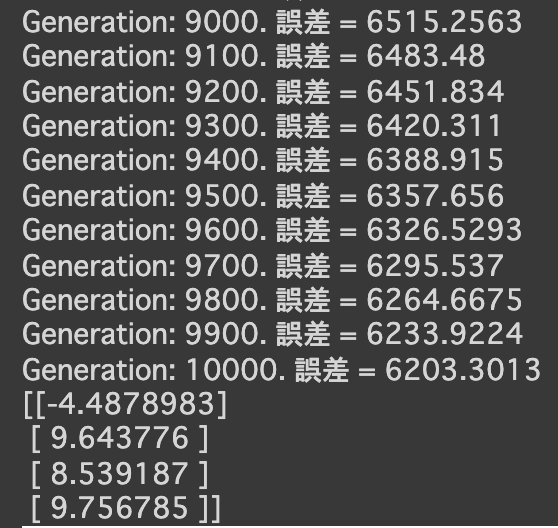 Generation: 9000. 誤差 = 6515.2563
Generation: 9100. 誤差 = 6483.48
Generation: 9200. 誤差 = 6451.834
Generation: 9300. 誤差 = 6420.311
Generation: 9400. 誤差 = 6388.915
Generation: 9500. 誤差 = 6357.656
Generation: 9600. 誤差 = 6326.5293
Generation: 9700. 誤差 = 6295.537
Generation: 9800. 誤差 = 6264.6675
Generation: 9900. 誤差 = 6233.9224
Generation: 10000. 誤差 = 6203.3013
[[-4.4878983]
[ 9.643776 ]
[ 8.539187 ]
[ 9.756785 ]]